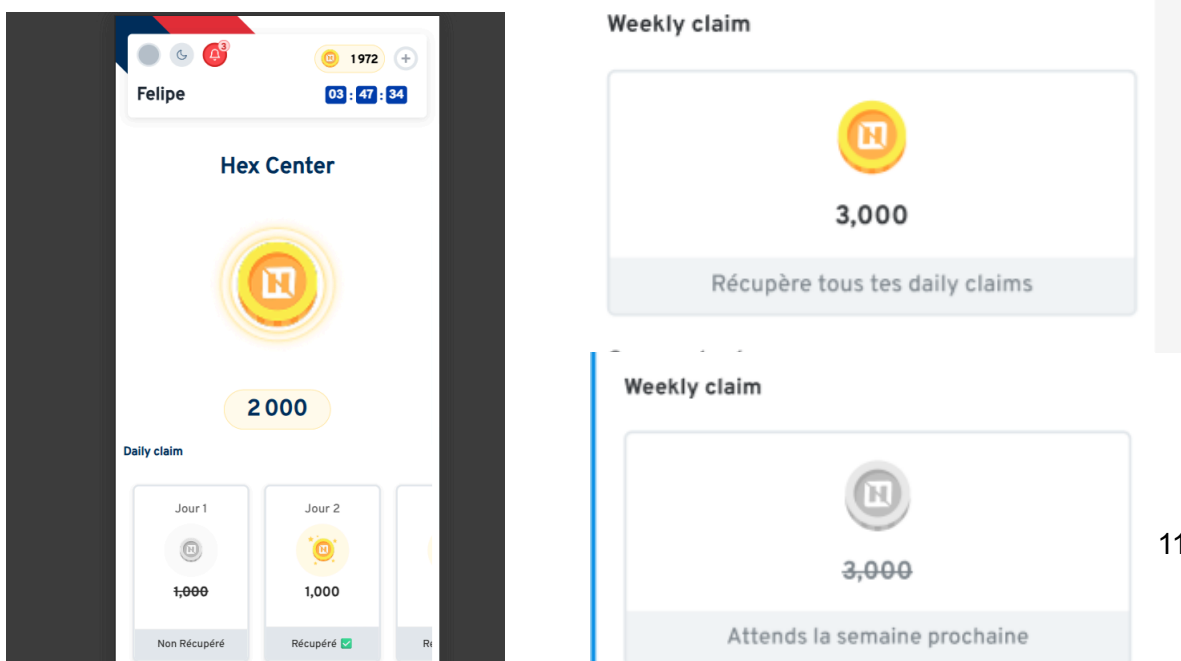 3
1972
Felipe
03 : 47 : 34
Hex Center
2 000
Daily claim
Jour 1
1,000
Non Récupéré
Jour 2
1,000
Récupéré ✅
Weekly claim
3,000
Récupère tous tes daily claims
Weekly claim
3,000
Attends la semaine prochaine
11